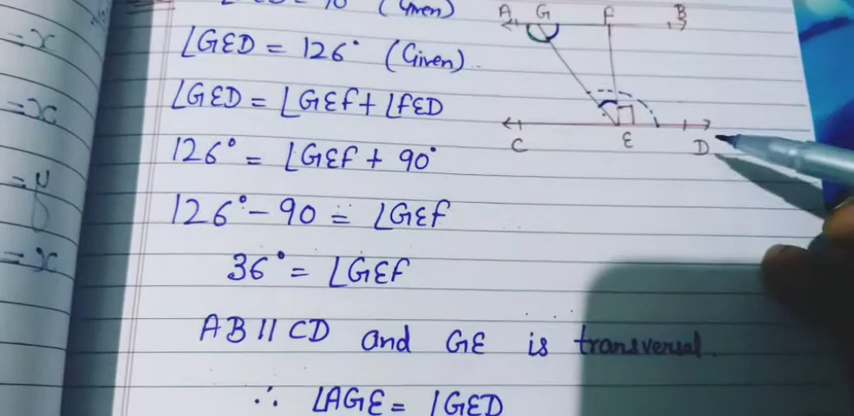 (Given)
A G F B
∠GED = 126° (Given).
∠GED = ∠GEF + ∠FED
C E D
126° = ∠GEF + 90°
126° - 90 = ∠GEF
36° = ∠GEF
AB || CD and GE is transversal.
∴ ∠AGE = ∠GED
= x
= x
= y
= x